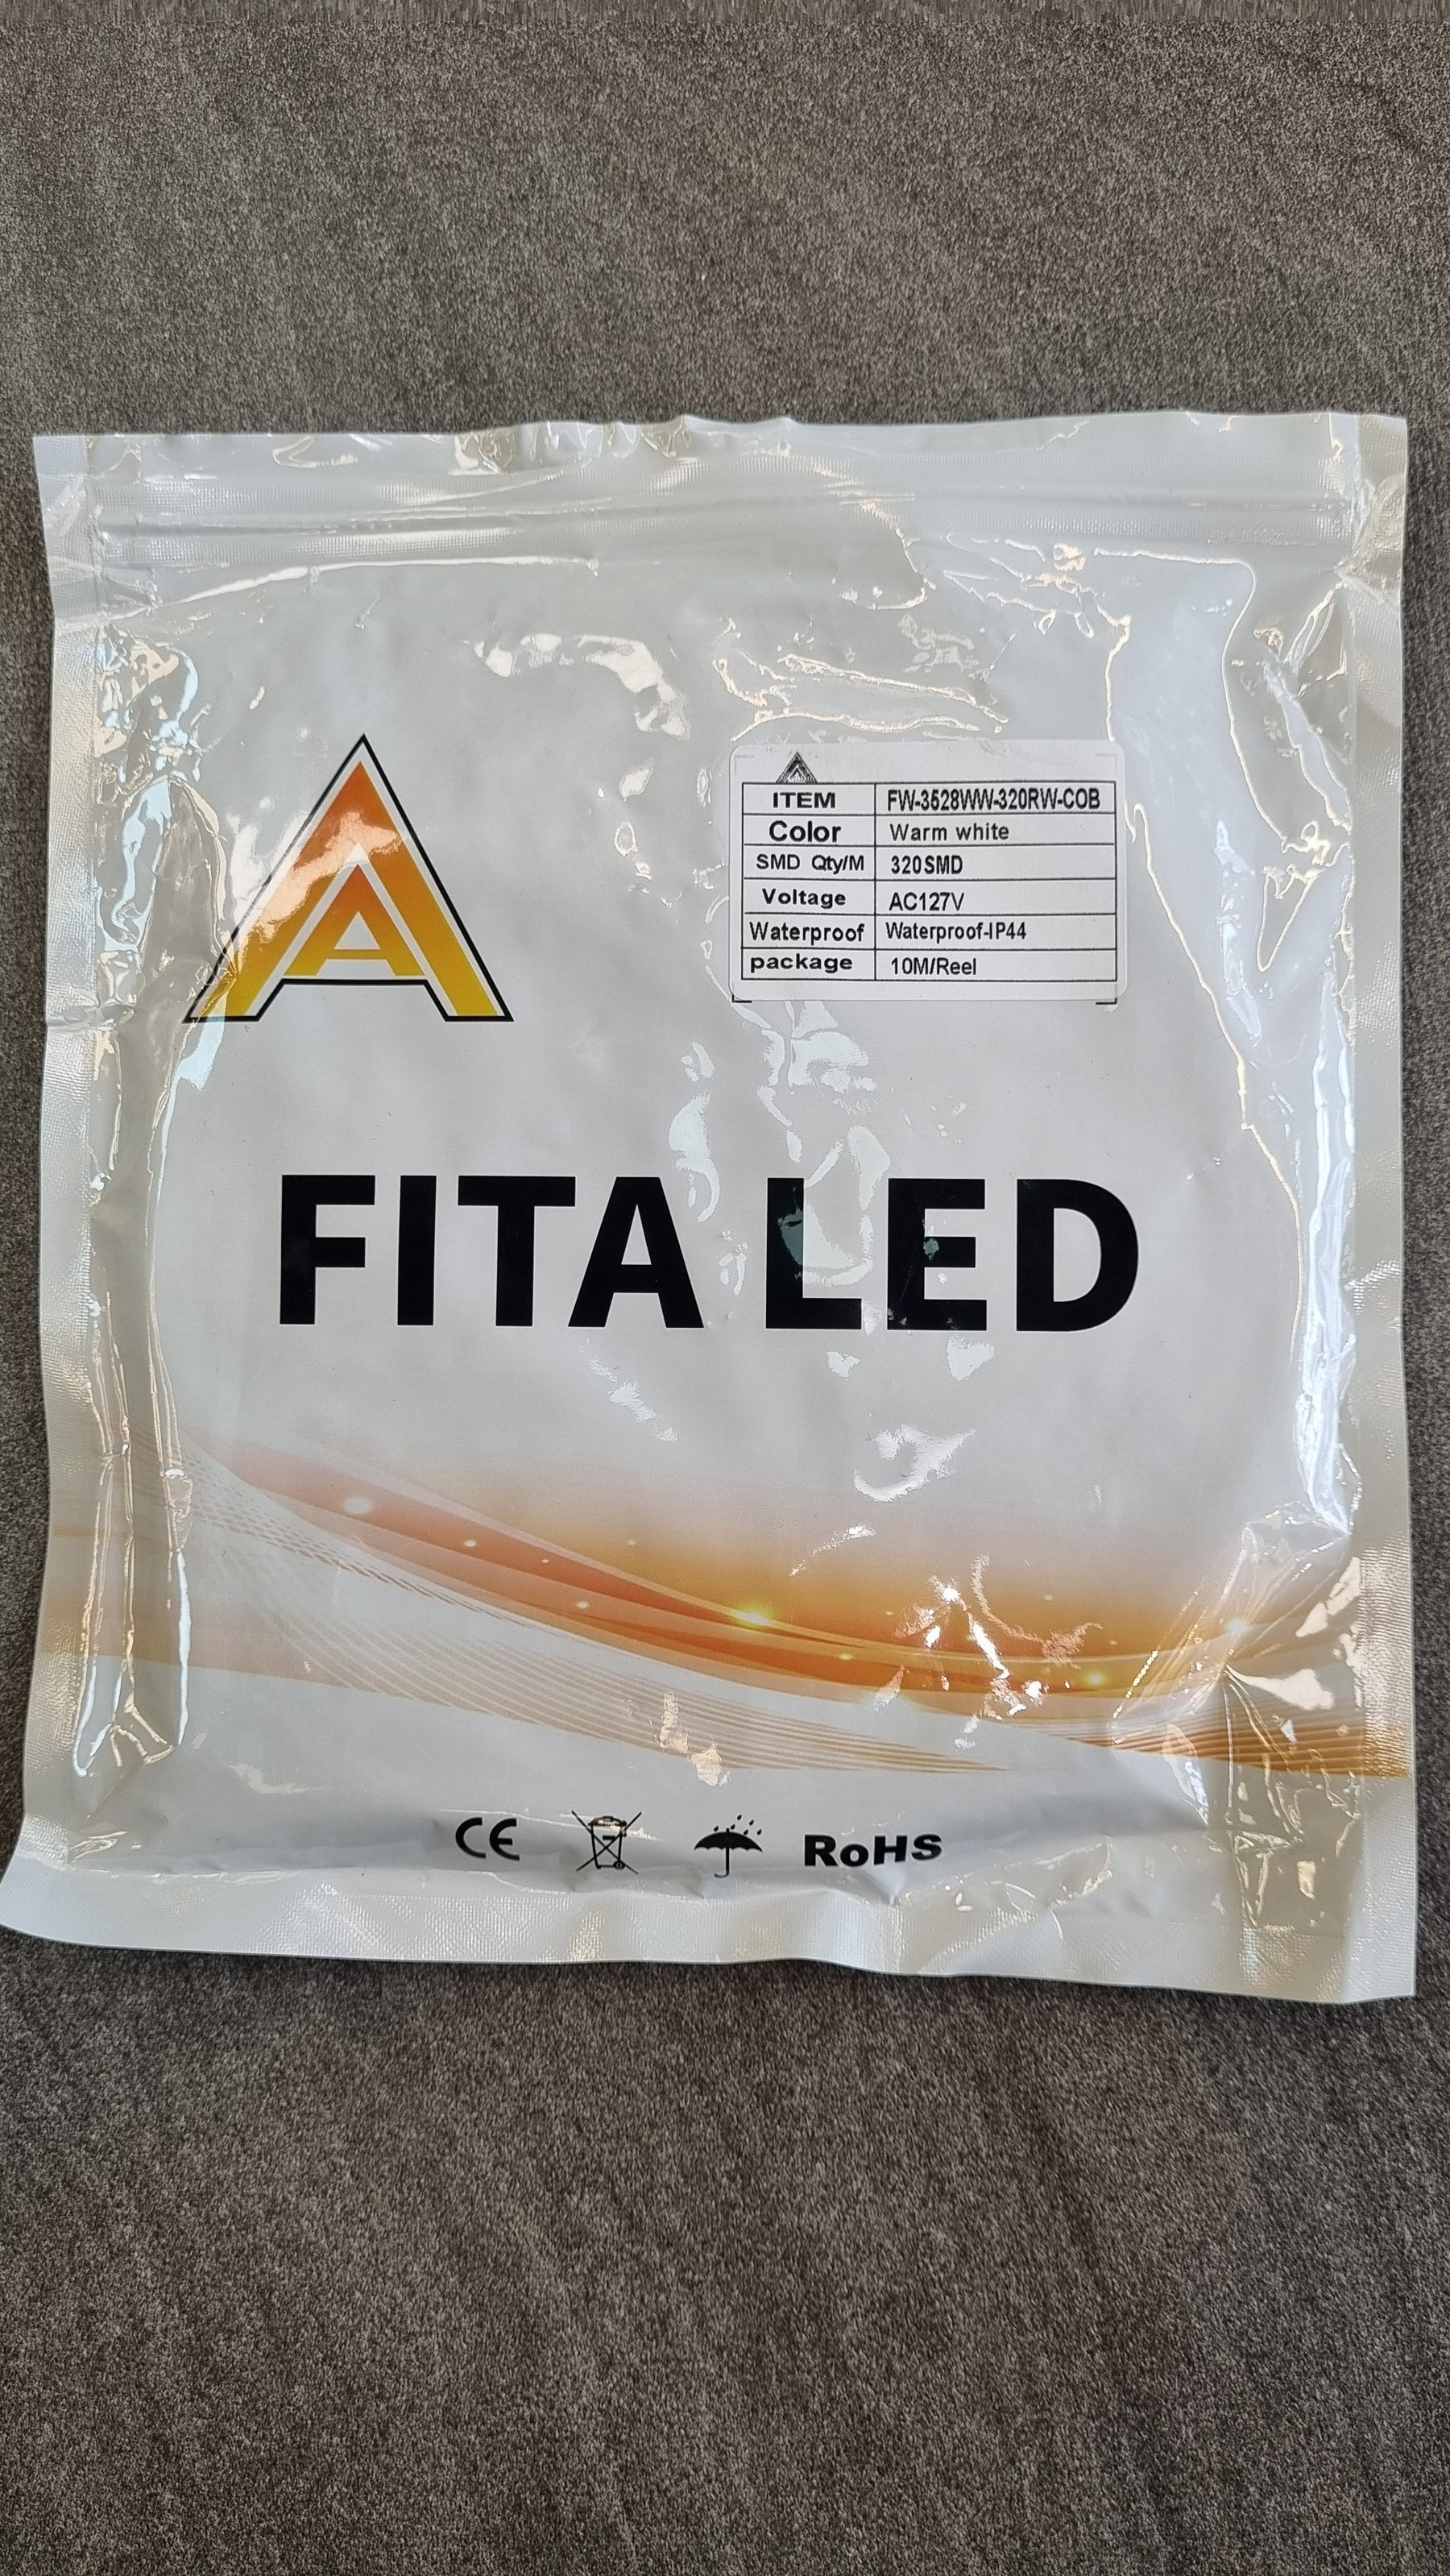 ITEM FW-3528WW-320RW-COB
Color Warm white
SMD Qty/M 320SMD
Voltage AC127V
Waterproof Waterproof-IP44
package 10M/Reel
FITA LED
CE RoHS